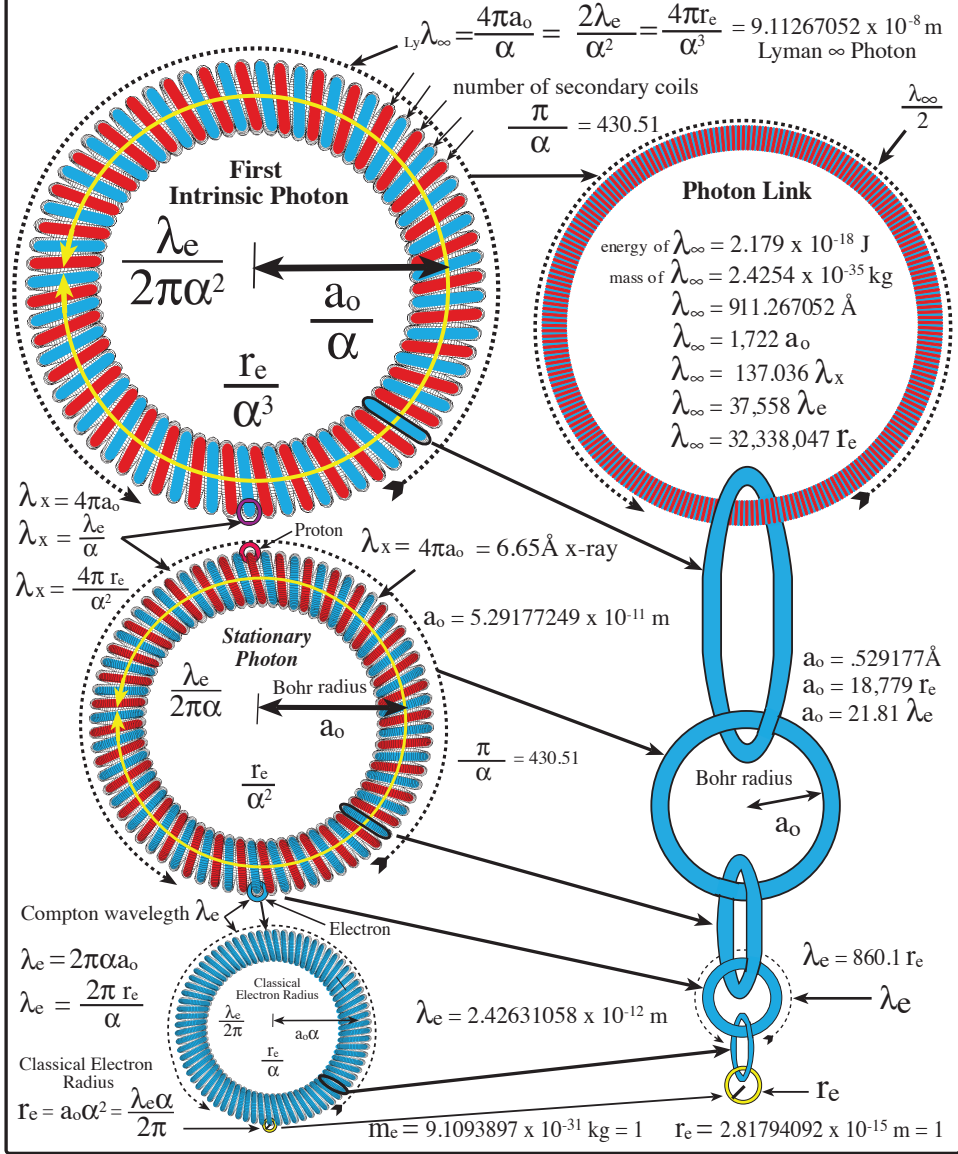 Lyλ∞ = 4πao/α = 2λe/α² = 4πre/α³ = 9.11267052 x 10-8 m
Lyman ∞ Photon
number of secondary coils
π/α = 430.51
λ∞/2
First
Intrinsic Photon
λe/2πα²
ao/α
re/α³
Photon Link
energy of λ∞ = 2.179 x 10-18 J
mass of λ∞ = 2.4254 x 10-35 kg
λ∞ = 911.267052 Å
λ∞ = 1,722 ao
λ∞ = 137.036 λx
λ∞ = 37,558 λe
λ∞ = 32,338,047 re
λx = 4πao
λx = λe/α
λx = 4π re/α²
Proton
λx = 4πao = 6.65Å x-ray
ao = 5.29177249 x 10-11 m
Stationary
Photon
λe/2πα
Bohr radius
ao
re/α²
π/α = 430.51
ao = .529177Å
ao = 18,779 re
ao = 21.81 λe
Bohr radius
ao
Compton wavelegth λe
Electron
λe = 2παao
λe = 2π re/α
Classical
Electron Radius
λe/2π
aoα
re/α
λe = 2.42631058 x 10-12 m
λe = 860.1 re
λe
Classical Electron
Radius
re = aoα² = λeα/2π
re
me = 9.1093897 x 10-31 kg = 1
re = 2.81794092 x 10-15 m = 1